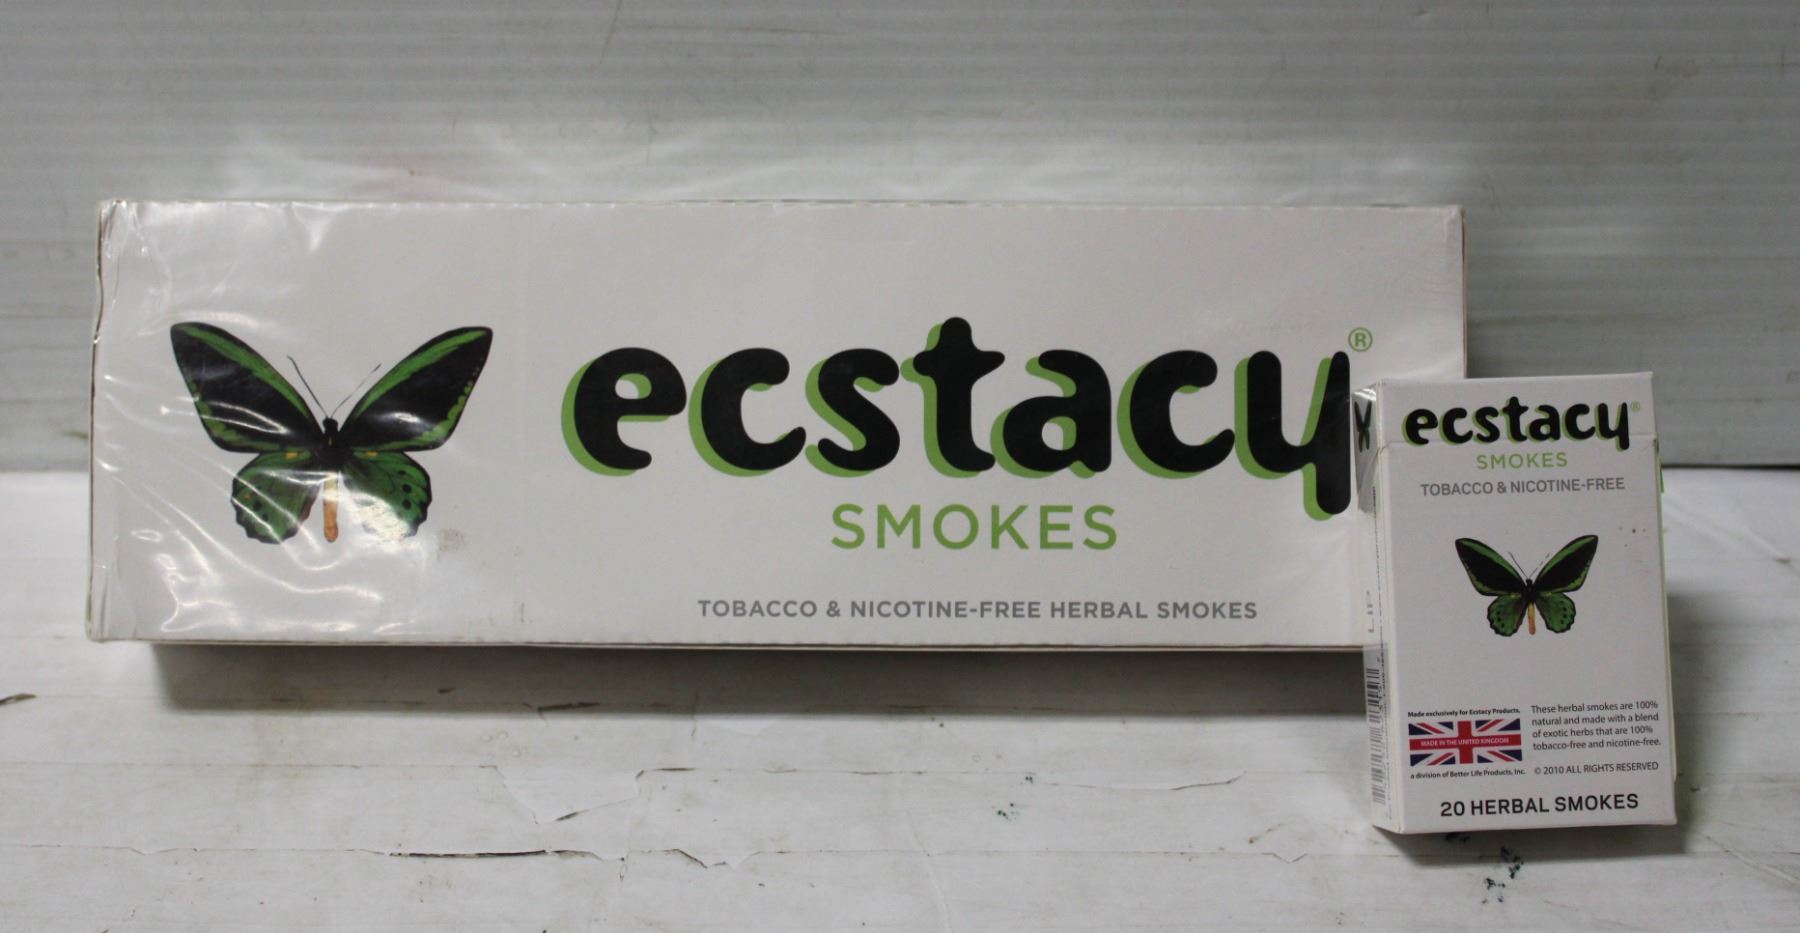 ecstacy®
SMOKES
TOBACCO & NICOTINE-FREE HERBAL SMOKES
ecstacy®
SMOKES
TOBACCO & NICOTINE-FREE
Made exclusively for Ecstacy Products,
MADE IN THE UNITED KINGDOM
a division of Better Life Products, Inc.
These herbal smokes are 100%
natural and made with a blend
of exotic herbs that are 100%
tobacco-free and nicotine-free.
© 2010 ALL RIGHTS RESERVED
20 HERBAL SMOKES